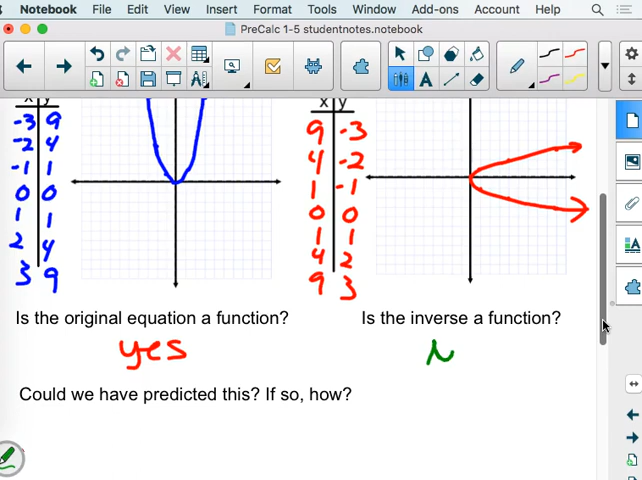 Notebook File Edit View Insert Format Tools Window Add-ons Account Help
PreCalc 1-5 studentnotes.notebook
x y
-3 9
-2 4
-1 1
0 0
1 1
2 4
3 9
x y
9 -3
4 -2
1 -1
0 0
1 1
4 2
9 3
Is the original equation a function?
yes
Is the inverse a function?
N
Could we have predicted this? If so, how?